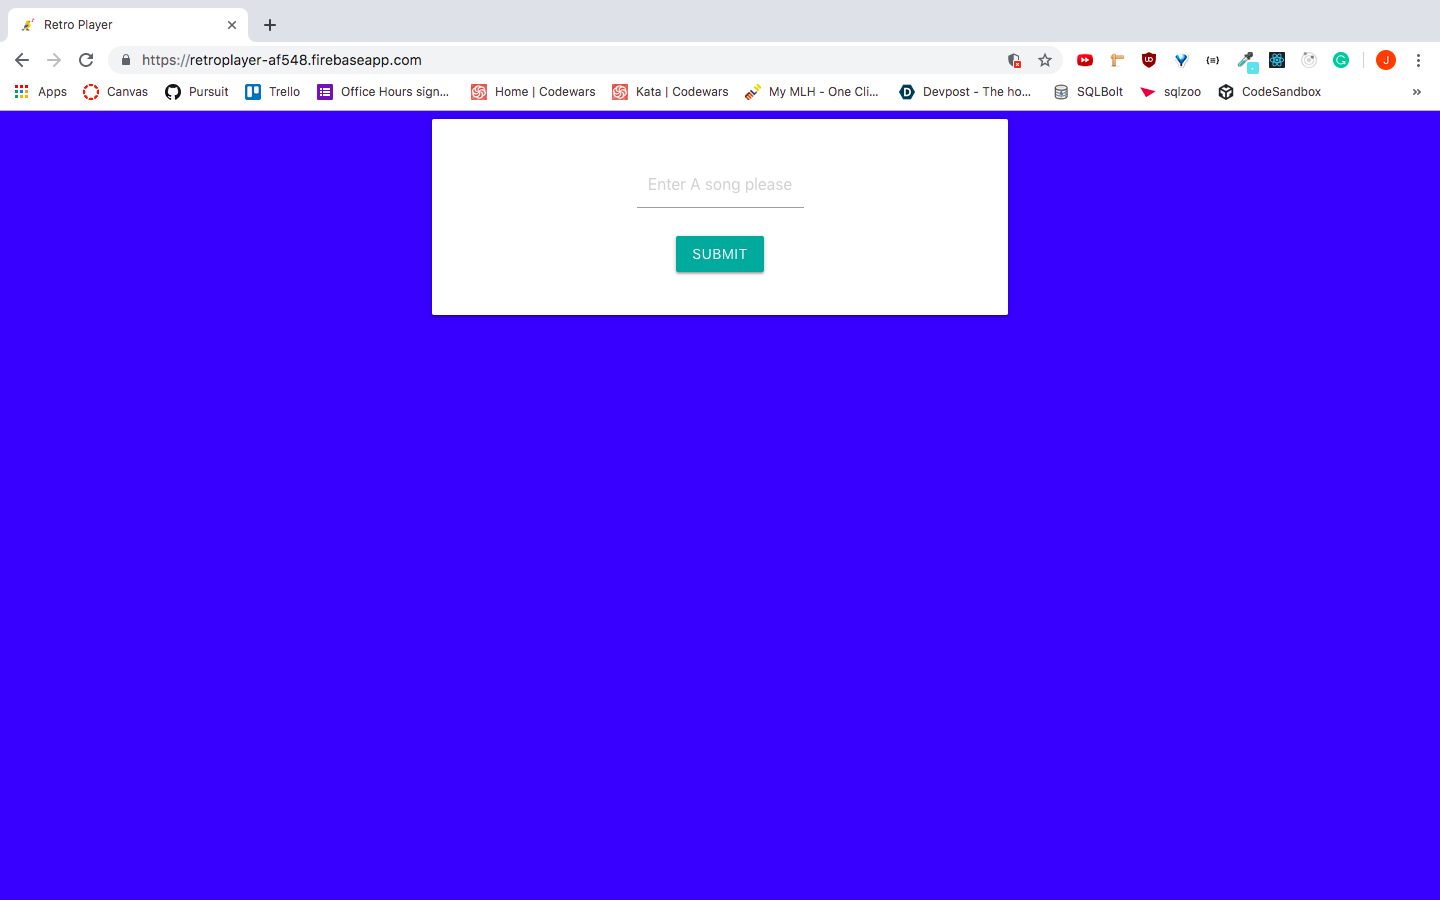 Retro Player
https://retroplayer-af548.firebaseapp.com
J
Apps Canvas Pursuit Trello Office Hours sign... Home | Codewars Kata | Codewars My MLH - One Cli... Devpost - The ho... SQLBolt sqlzoo CodeSandbox »
Enter A song please
SUBMIT